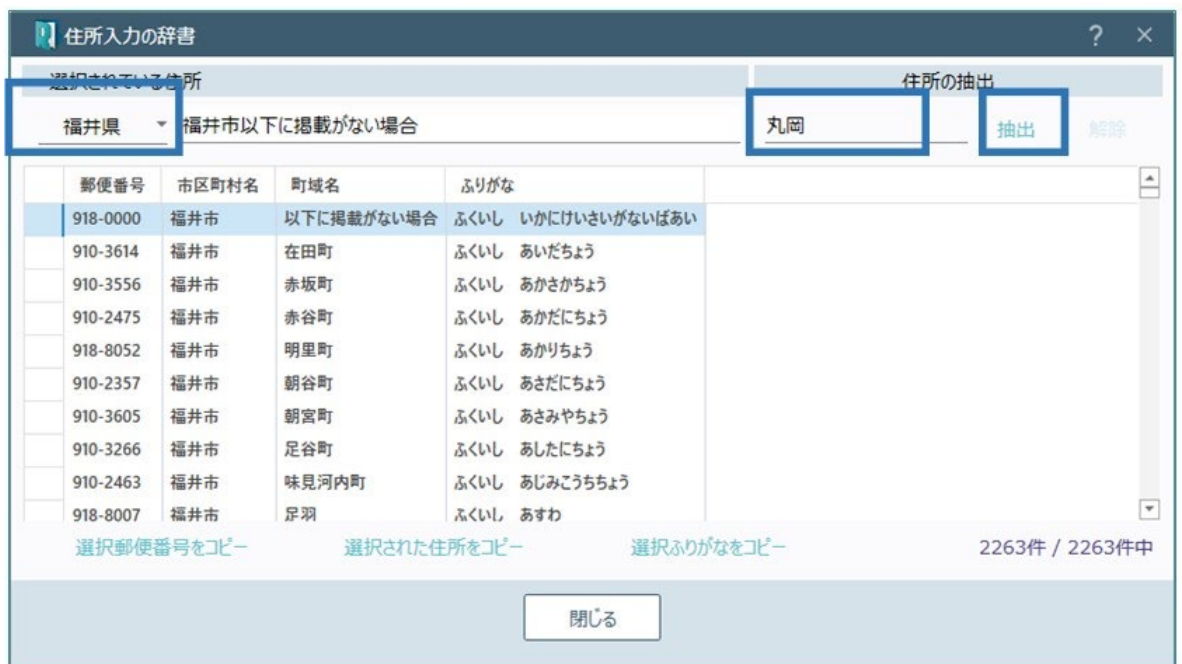 住所入力の辞書 ? ×
選択されている住所 住所の抽出
福井県 福井市以下に掲載がない場合 丸岡 抽出 解除
郵便番号 市区町村名 町域名 ふりがな
918-0000 福井市 以下に掲載がない場合 ふくいし いかにけいさいがないばあい
910-3614 福井市 在田町 ふくいし あいだちょう
910-3556 福井市 赤坂町 ふくいし あかさかちょう
910-2475 福井市 赤谷町 ふくいし あかだにちょう
918-8052 福井市 明里町 ふくいし あかりちょう
910-2357 福井市 朝谷町 ふくいし あさだにちょう
910-3605 福井市 朝宮町 ふくいし あさみやちょう
910-3266 福井市 足谷町 ふくいし あしたにちょう
910-2463 福井市 味見河内町 ふくいし あじみこうちちょう
918-8007 福井市 足羽 ふくいし あすわ
選択郵便番号をコピー 選択された住所をコピー 選択ふりがなをコピー 2263件 / 2263件中
閉じる